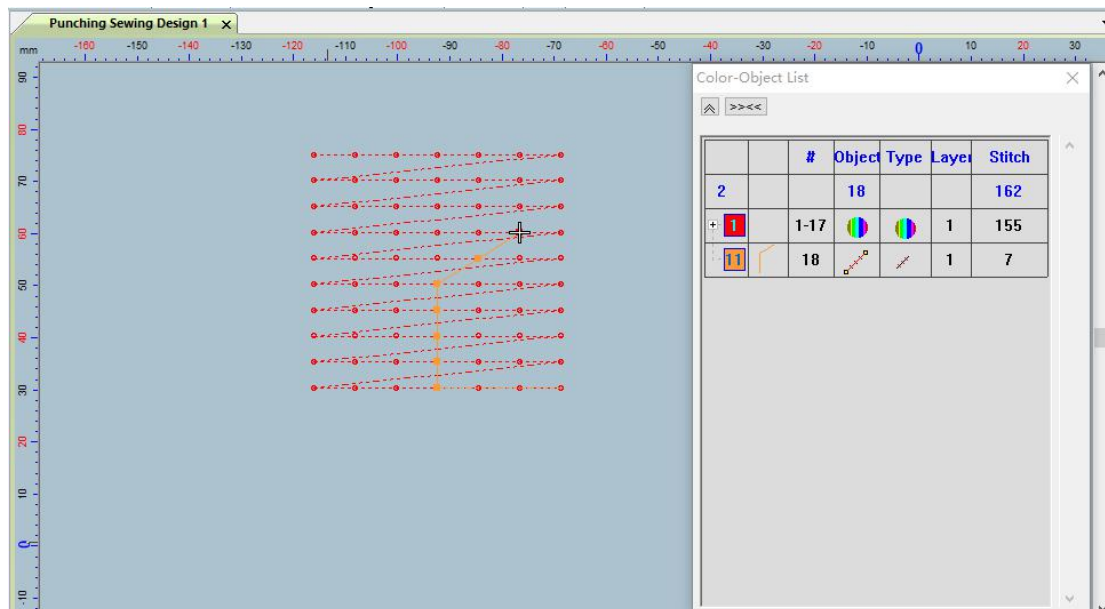 Punching Sewing Design 1 ×
mm -160 -150 -140 -130 -120 -110 -100 -90 -80 -70 -60 -50 -40 -30 -20 -10 0 10 20 30
90
80
70
60
50
40
30
20
10
0
-10
Color-Object List
>><<
# Object Type Layer Stitch
2 18 162
1 1-17 1 155
11 18 1 7